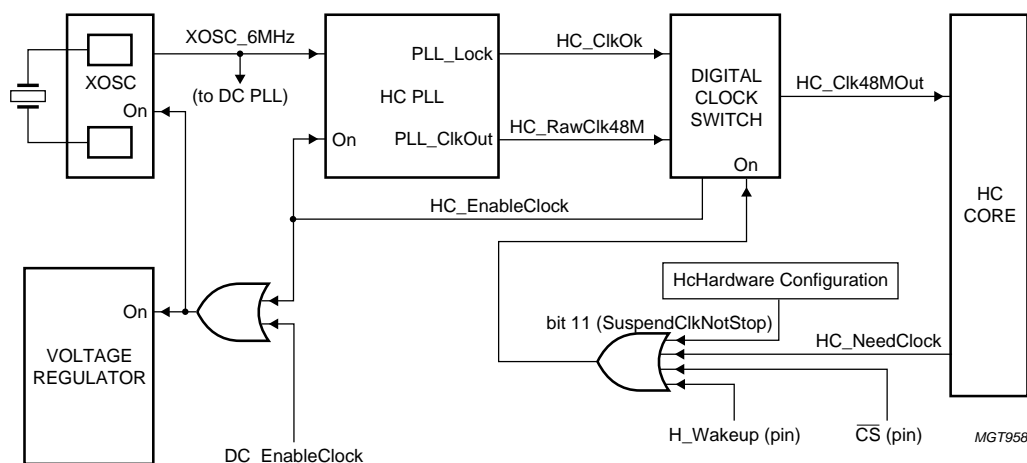 XOSC_6MHz
XOSC
On
(to DC PLL)
PLL_Lock
HC PLL
On
PLL_ClkOut
HC_ClkOk
HC_RawClk48M
DIGITAL
CLOCK
SWITCH
On
HC_Clk48MOut
HC
CORE
HC_EnableClock
On
VOLTAGE
REGULATOR
DC_EnableClock
HcHardware Configuration
bit 11 (SuspendClkNotStop)
HC_NeedClock
H_Wakeup (pin)
C̅S̅ (pin)
MGT958